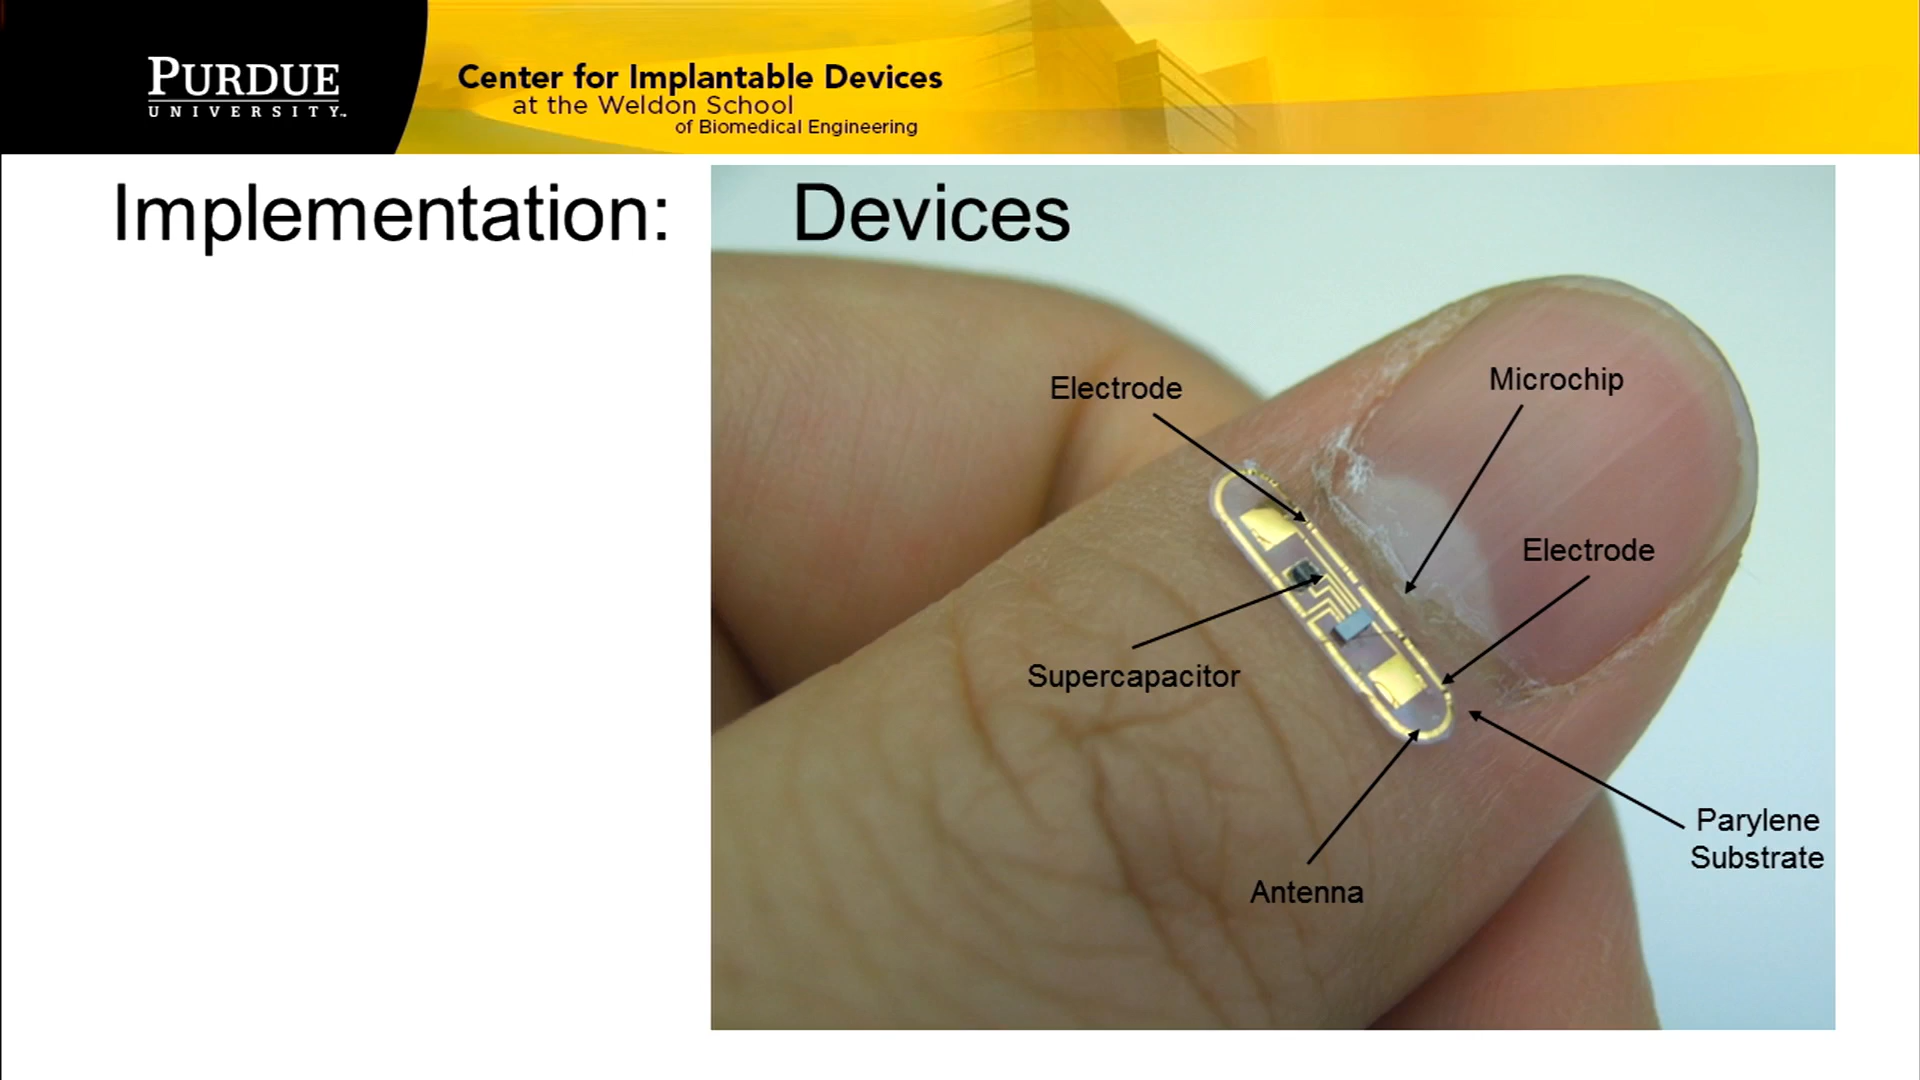 PURDUE
UNIVERSITY™
Center for Implantable Devices
at the Weldon School
of Biomedical Engineering
Implementation: Devices
Electrode
Microchip
Electrode
Supercapacitor
Parylene
Substrate
Antenna